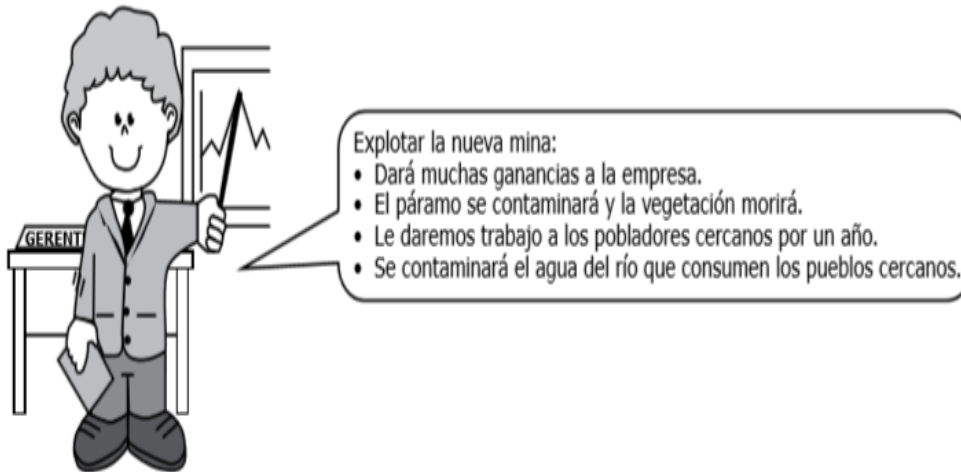 GERENT
Explotar la nueva mina:
• Dará muchas ganancias a la empresa.
• El páramo se contaminará y la vegetación morirá.
• Le daremos trabajo a los pobladores cercanos por un año.
• Se contaminará el agua del río que consumen los pueblos cercanos.